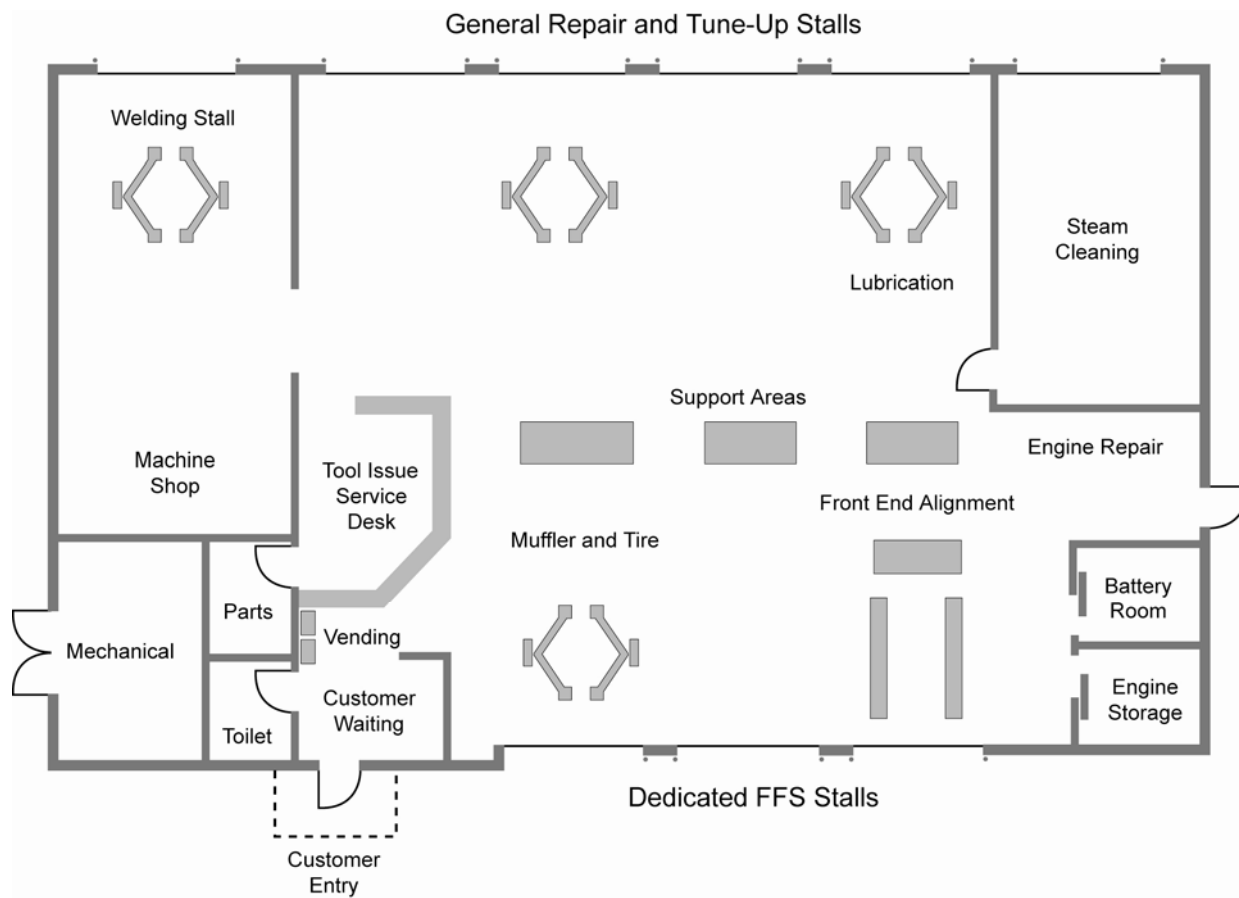 General Repair and Tune-Up Stalls
Welding Stall
Steam
Cleaning
Lubrication
Support Areas
Engine Repair
Machine
Shop
Tool Issue
Service
Desk
Front End Alignment
Muffler and Tire
Battery
Room
Parts
Vending
Mechanical
Customer
Waiting
Engine
Storage
Toilet
Dedicated FFS Stalls
Customer
Entry